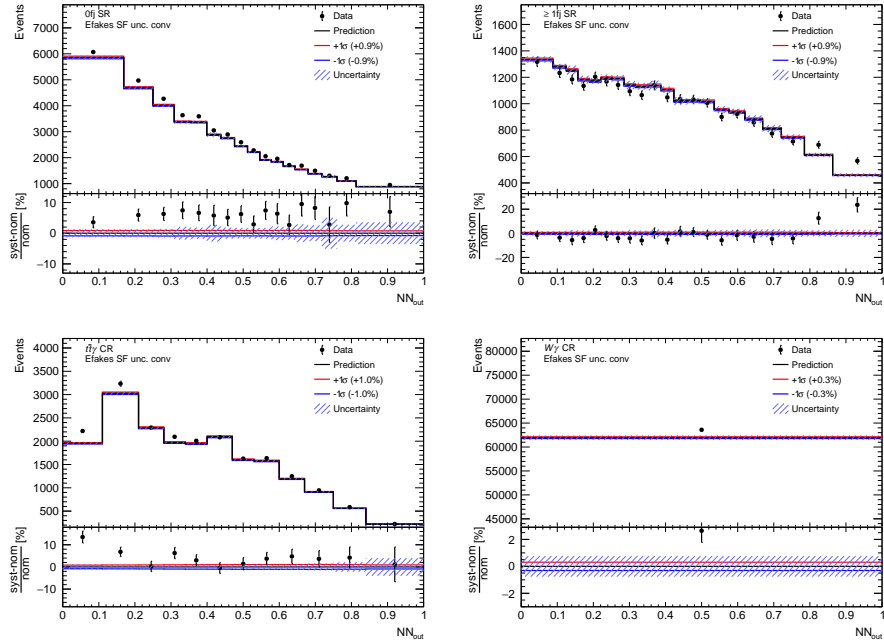 Events
0fj SR
Efakes SF unc. conv
Data
Prediction
+1σ (+0.9%)
-1σ (-0.9%)
Uncertainty
7000
6000
5000
4000
3000
2000
1000
syst-nom
nom
[%]
10
0
−10
0 0.1 0.2 0.3 0.4 0.5 0.6 0.7 0.8 0.9 1
NNout
Events
≥ 1fj SR
Efakes SF unc. conv
Data
Prediction
+1σ (+0.9%)
-1σ (-0.9%)
Uncertainty
1600
1400
1200
1000
800
600
400
syst-nom
nom
[%]
20
0
−20
0 0.1 0.2 0.3 0.4 0.5 0.6 0.7 0.8 0.9 1
NNout
Events
tt̄γ CR
Efakes SF unc. conv
Data
Prediction
+1σ (+1.0%)
-1σ (-1.0%)
Uncertainty
4000
3500
3000
2500
2000
1500
1000
500
syst-nom
nom
[%]
10
0
−10
0 0.1 0.2 0.3 0.4 0.5 0.6 0.7 0.8 0.9 1
NNout
Events
Wγ CR
Efakes SF unc. conv
Data
Prediction
+1σ (+0.3%)
-1σ (-0.3%)
Uncertainty
80000
75000
70000
65000
60000
55000
50000
45000
syst-nom
nom
[%]
2
0
−2
0 0.1 0.2 0.3 0.4 0.5 0.6 0.7 0.8 0.9 1
NNout